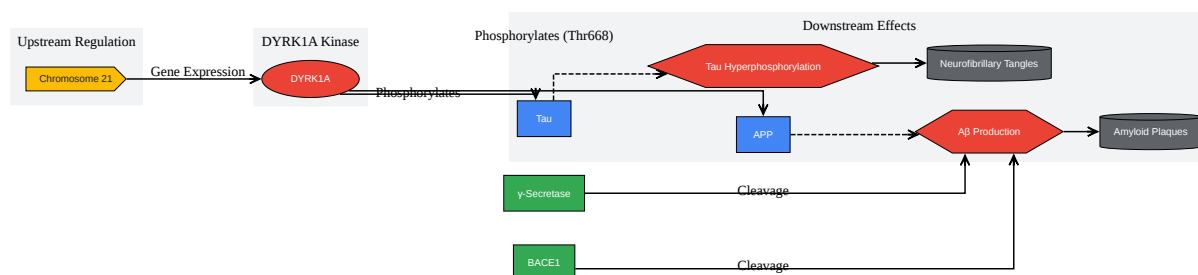 Downstream Effects
Upstream Regulation
DYRK1A Kinase
Phosphorylates (Thr668)
Chromosome 21
Gene Expression
DYRK1A
Phosphorylates
Tau
Tau Hyperphosphorylation
Neurofibrillary Tangles
APP
Aβ Production
Amyloid Plaques
γ-Secretase
Cleavage
BACE1
Cleavage